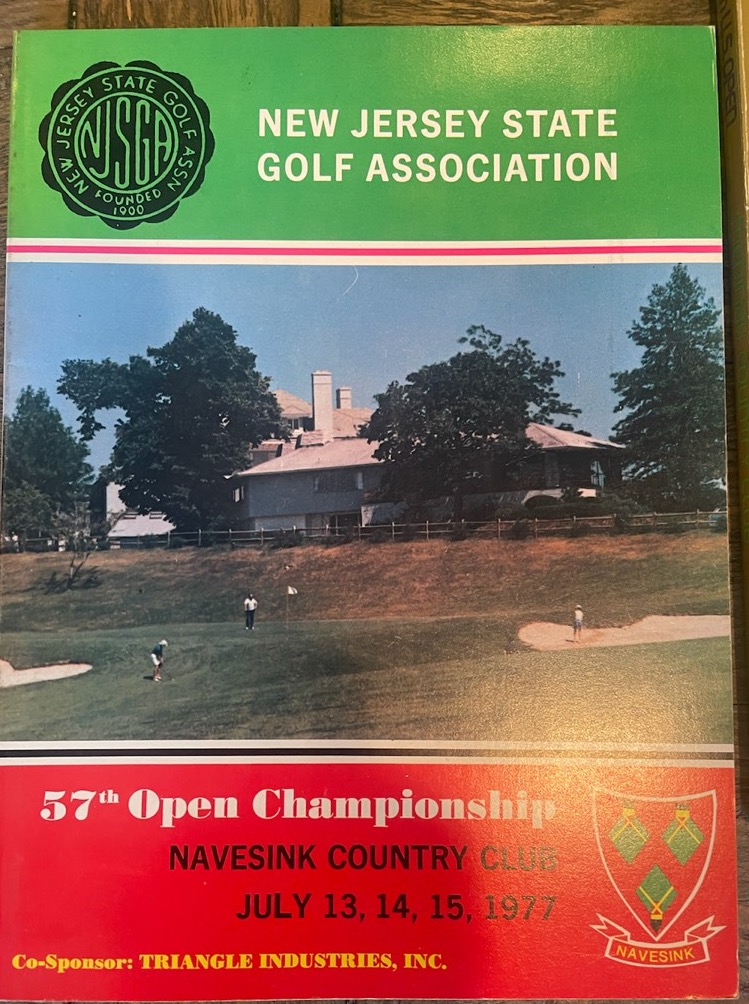 NEW JERSEY STATE GOLF ASS'N
NJSGA
FOUNDED
1900
NEW JERSEY STATE
GOLF ASSOCIATION
57th Open Championship
NAVESINK COUNTRY CLUB
JULY 13, 14, 15, 1977
Co-Sponsor: TRIANGLE INDUSTRIES, INC.
NAVESINK